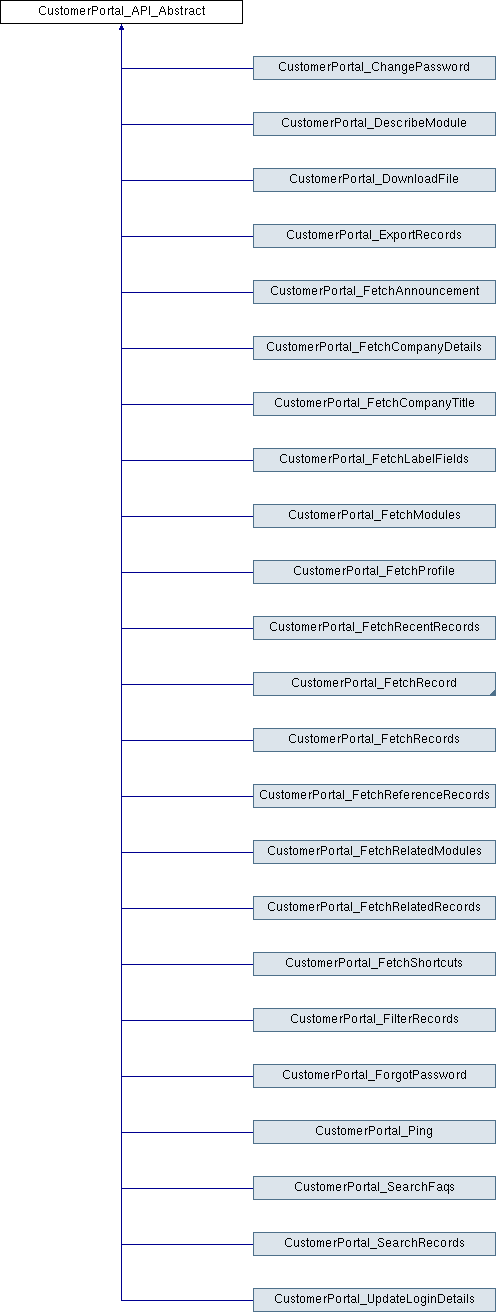 CustomerPortal_API_Abstract
CustomerPortal_ChangePassword
CustomerPortal_DescribeModule
CustomerPortal_DownloadFile
CustomerPortal_ExportRecords
CustomerPortal_FetchAnnouncement
CustomerPortal_FetchCompanyDetails
CustomerPortal_FetchCompanyTitle
CustomerPortal_FetchLabelFields
CustomerPortal_FetchModules
CustomerPortal_FetchProfile
CustomerPortal_FetchRecentRecords
CustomerPortal_FetchRecord
CustomerPortal_FetchRecords
CustomerPortal_FetchReferenceRecords
CustomerPortal_FetchRelatedModules
CustomerPortal_FetchRelatedRecords
CustomerPortal_FetchShortcuts
CustomerPortal_FilterRecords
CustomerPortal_ForgotPassword
CustomerPortal_Ping
CustomerPortal_SearchFaqs
CustomerPortal_SearchRecords
CustomerPortal_UpdateLoginDetails